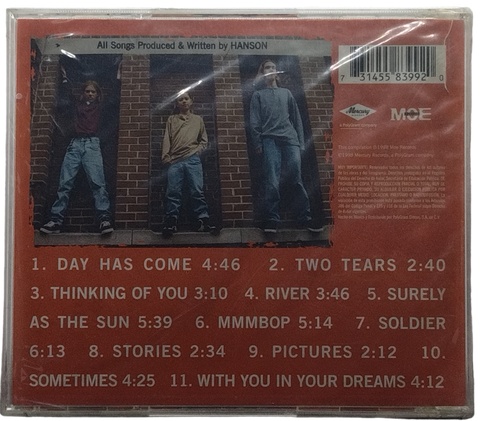 All Songs Produced & Written by HANSON
7 31455 83992 0
Mercury
MOE
1. DAY HAS COME 4:46 2. TWO TEARS 2:40
3. THINKING OF YOU 3:10 4. RIVER 3:46 5. SURELY
AS THE SUN 5:39 6. MMMBOP 5:14 7. SOLDIER
6:13 8. STORIES 2:34 9. PICTURES 2:12 10.
SOMETIMES 4:25 11. WITH YOU IN YOUR DREAMS 4:12